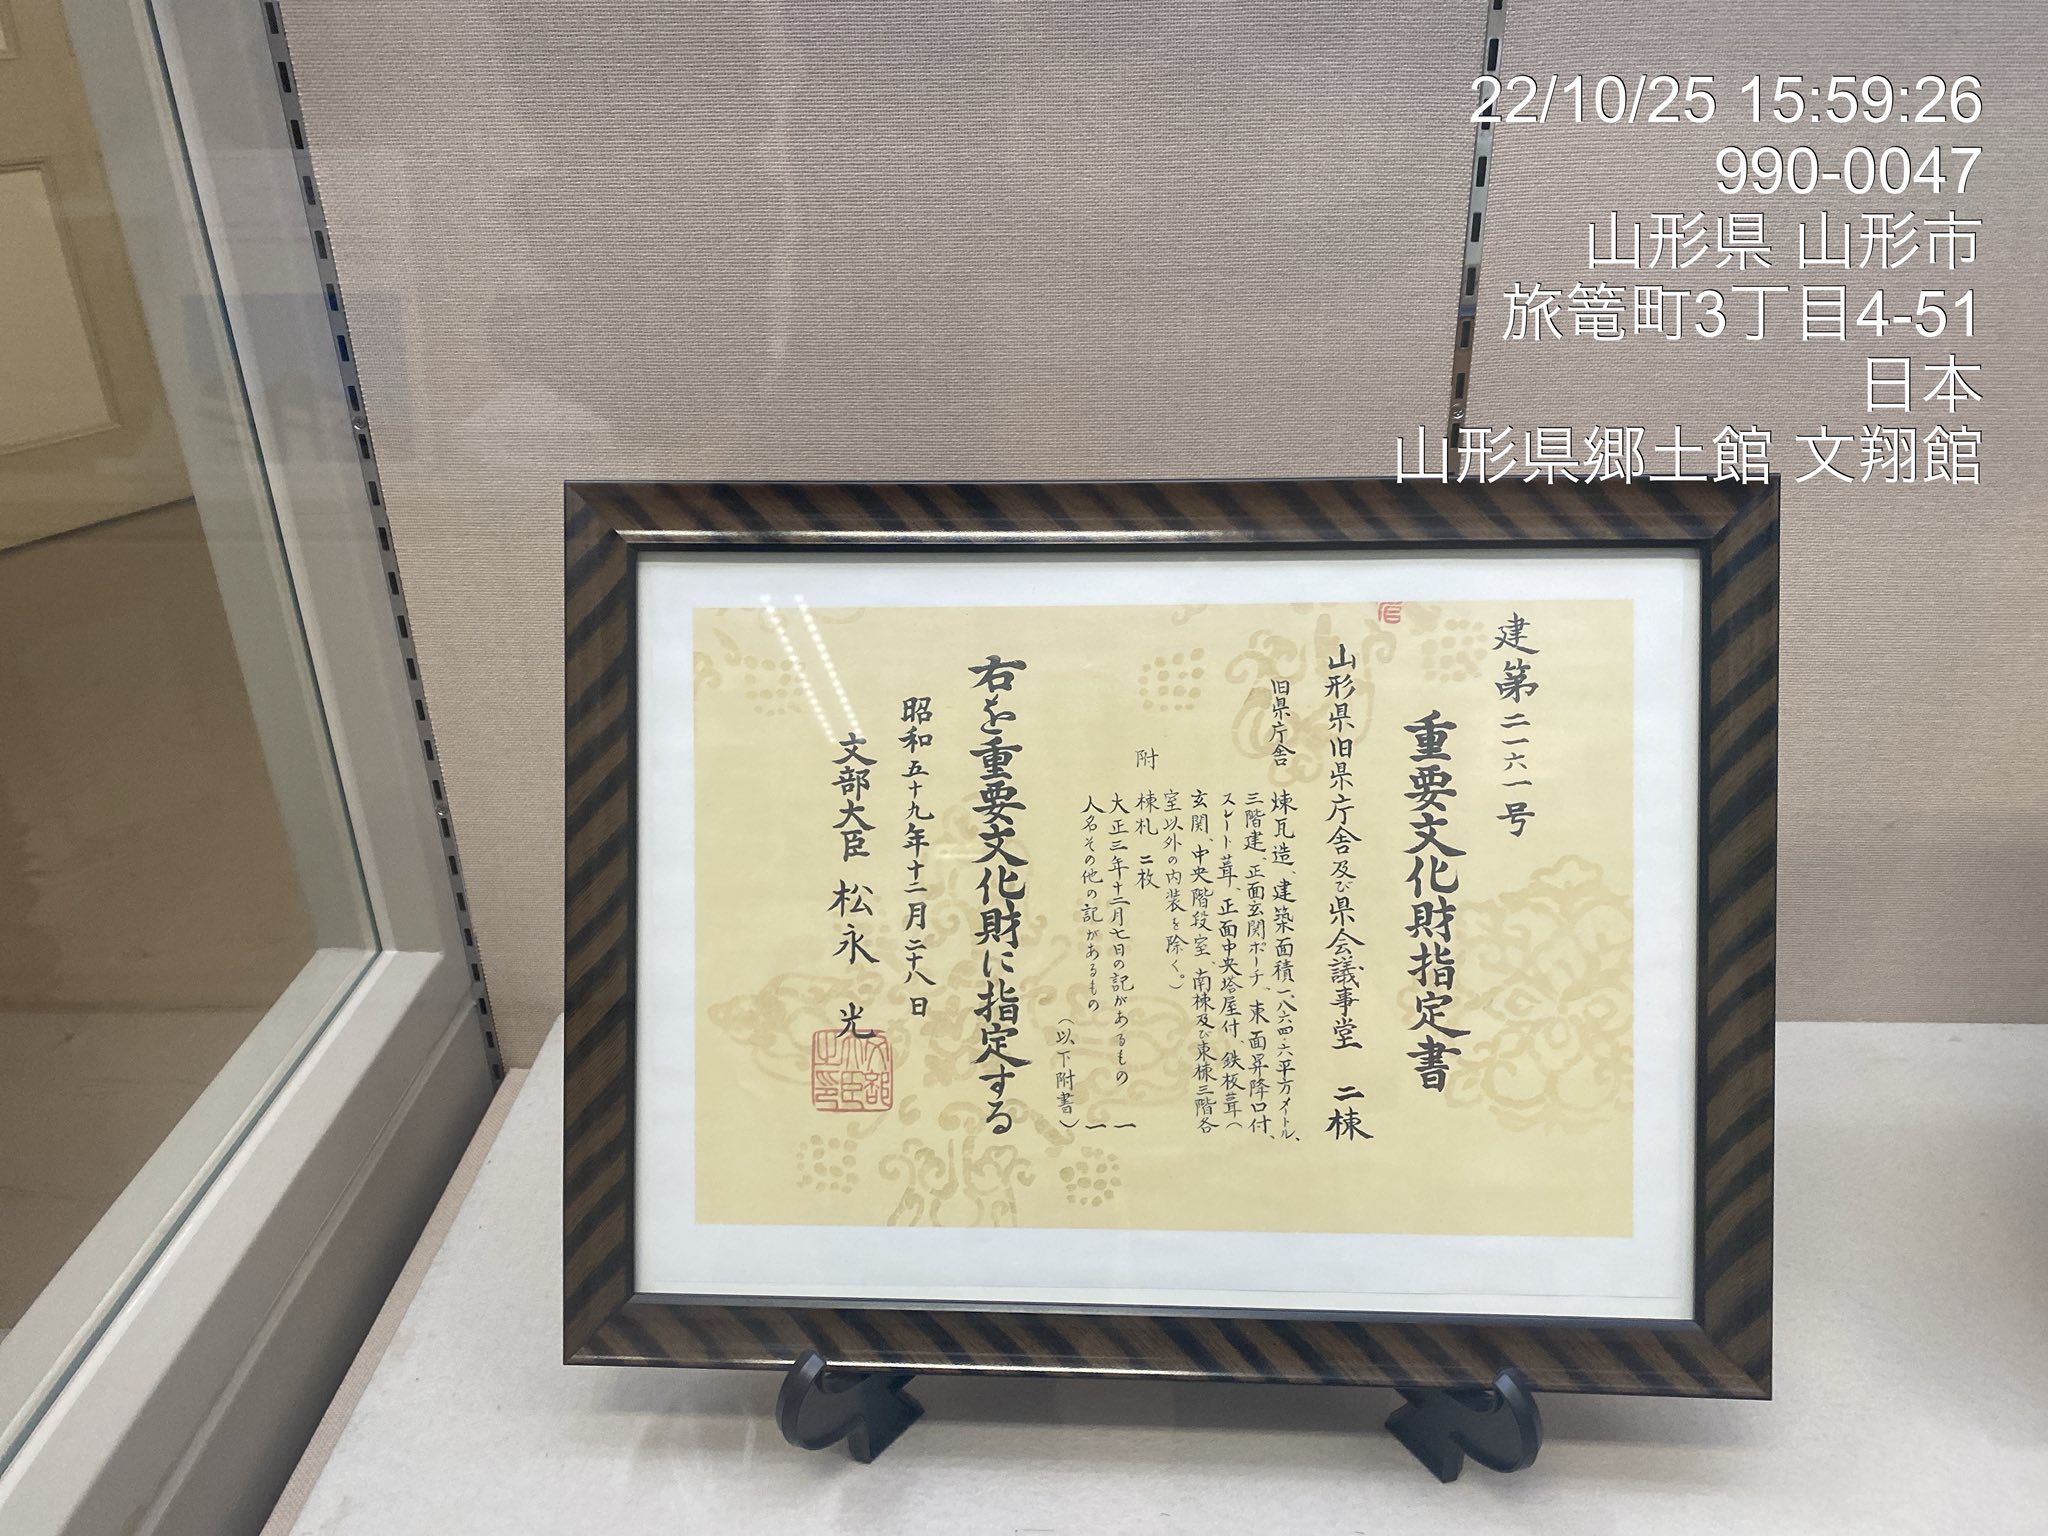 22/10/25 15:59:26
990-0047
山形県 山形市
旅篭町3丁目4-51
日本
山形県郷土館 文翔館
建第二一六一号
重要文化財指定書
山形県旧県庁舎及び県会議事堂 二棟
旧県庁舎
煉瓦造、建築面積一、八六四・六平方メートル、
三階建、正面玄関ポーチ、東面昇降口付、
スレート葺、正面中央塔屋付、鉄板葺(
玄関、中央階段室、南棟及び東棟三階各
室以外の内装を除く。)
附 棟札 二枚
大正三年十二月七日の記があるもの 一
人名その他の記があるもの 一
(以下附書)
右を重要文化財に指定する
昭和五十九年十二月二十八日
文部大臣 松永 光
文部大臣之印